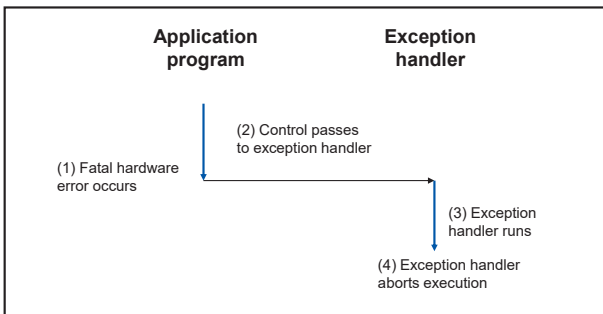 Application
program
Exception
handler
(2) Control passes
to exception handler
(1) Fatal hardware
error occurs
(3) Exception
handler runs
(4) Exception handler
aborts execution